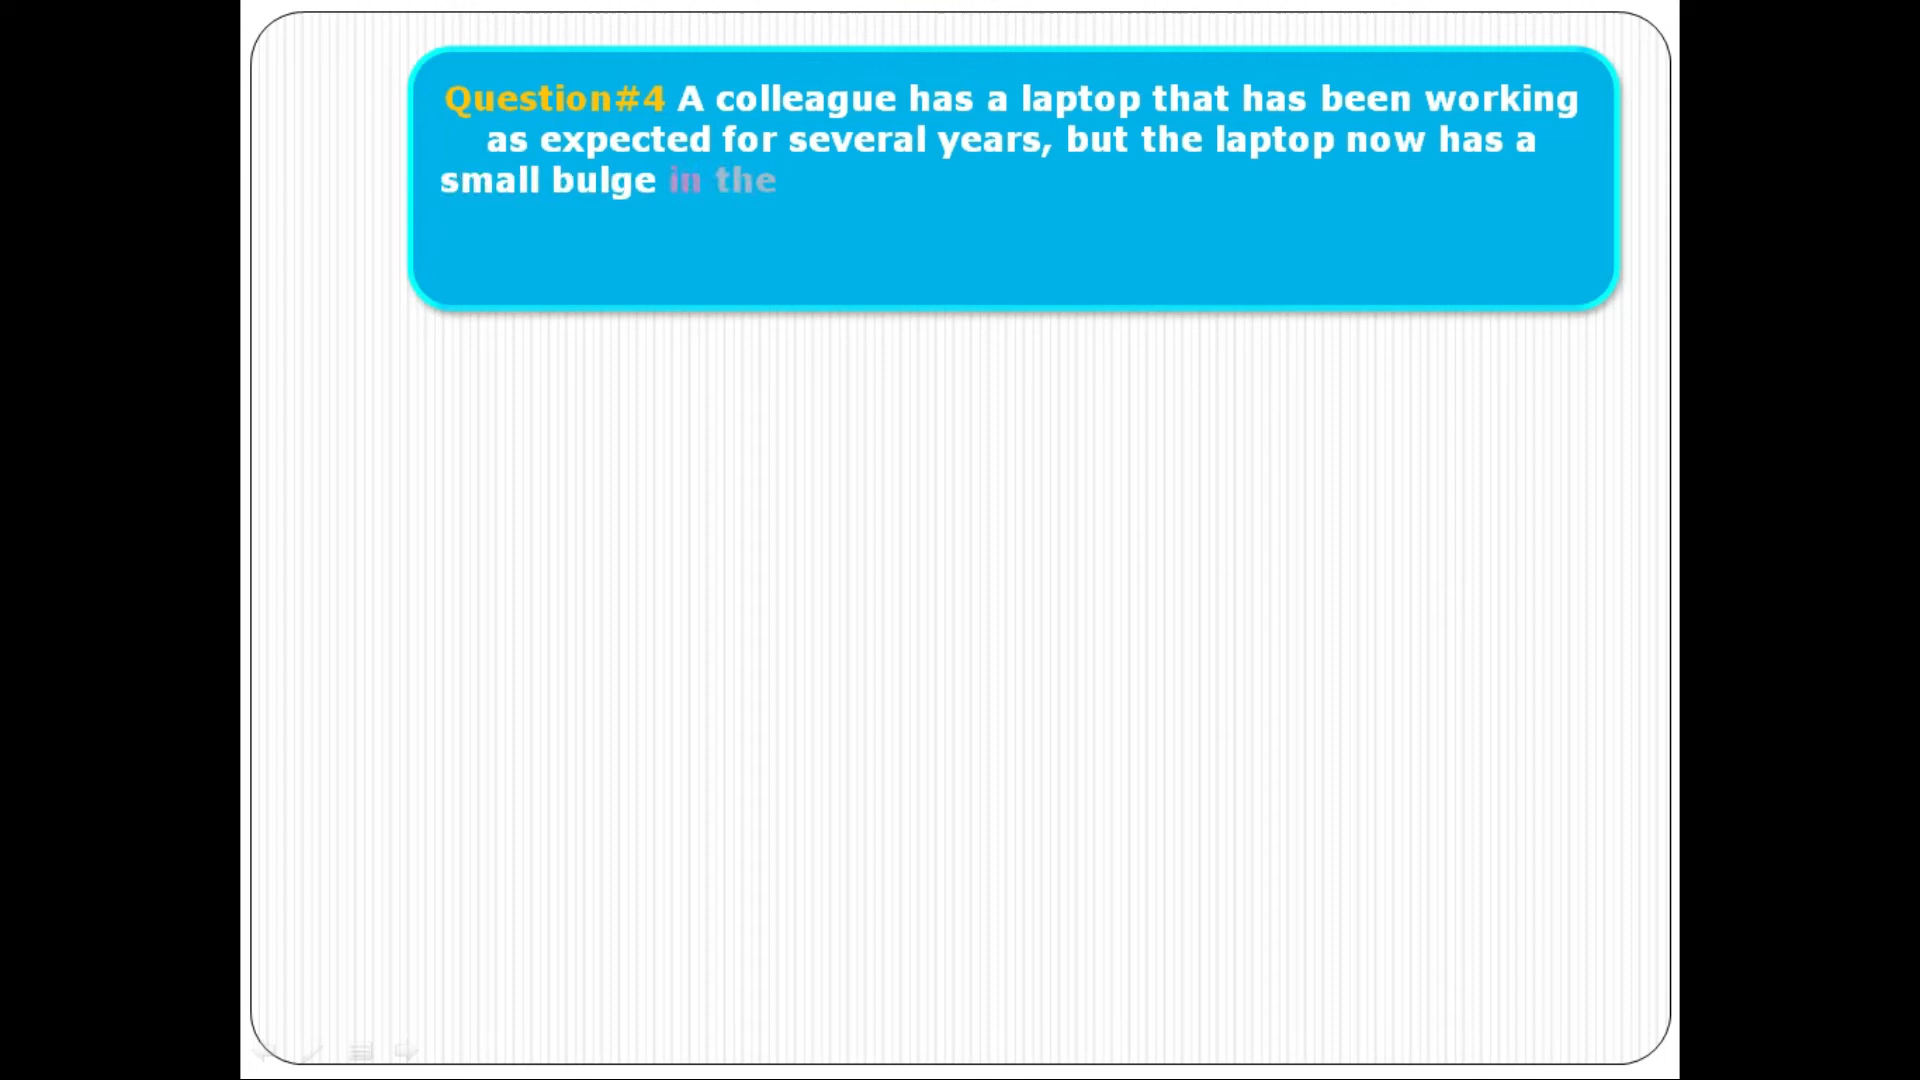 Question#4 A colleague has a laptop that has been working
as expected for several years, but the laptop now has a
small bulge in the